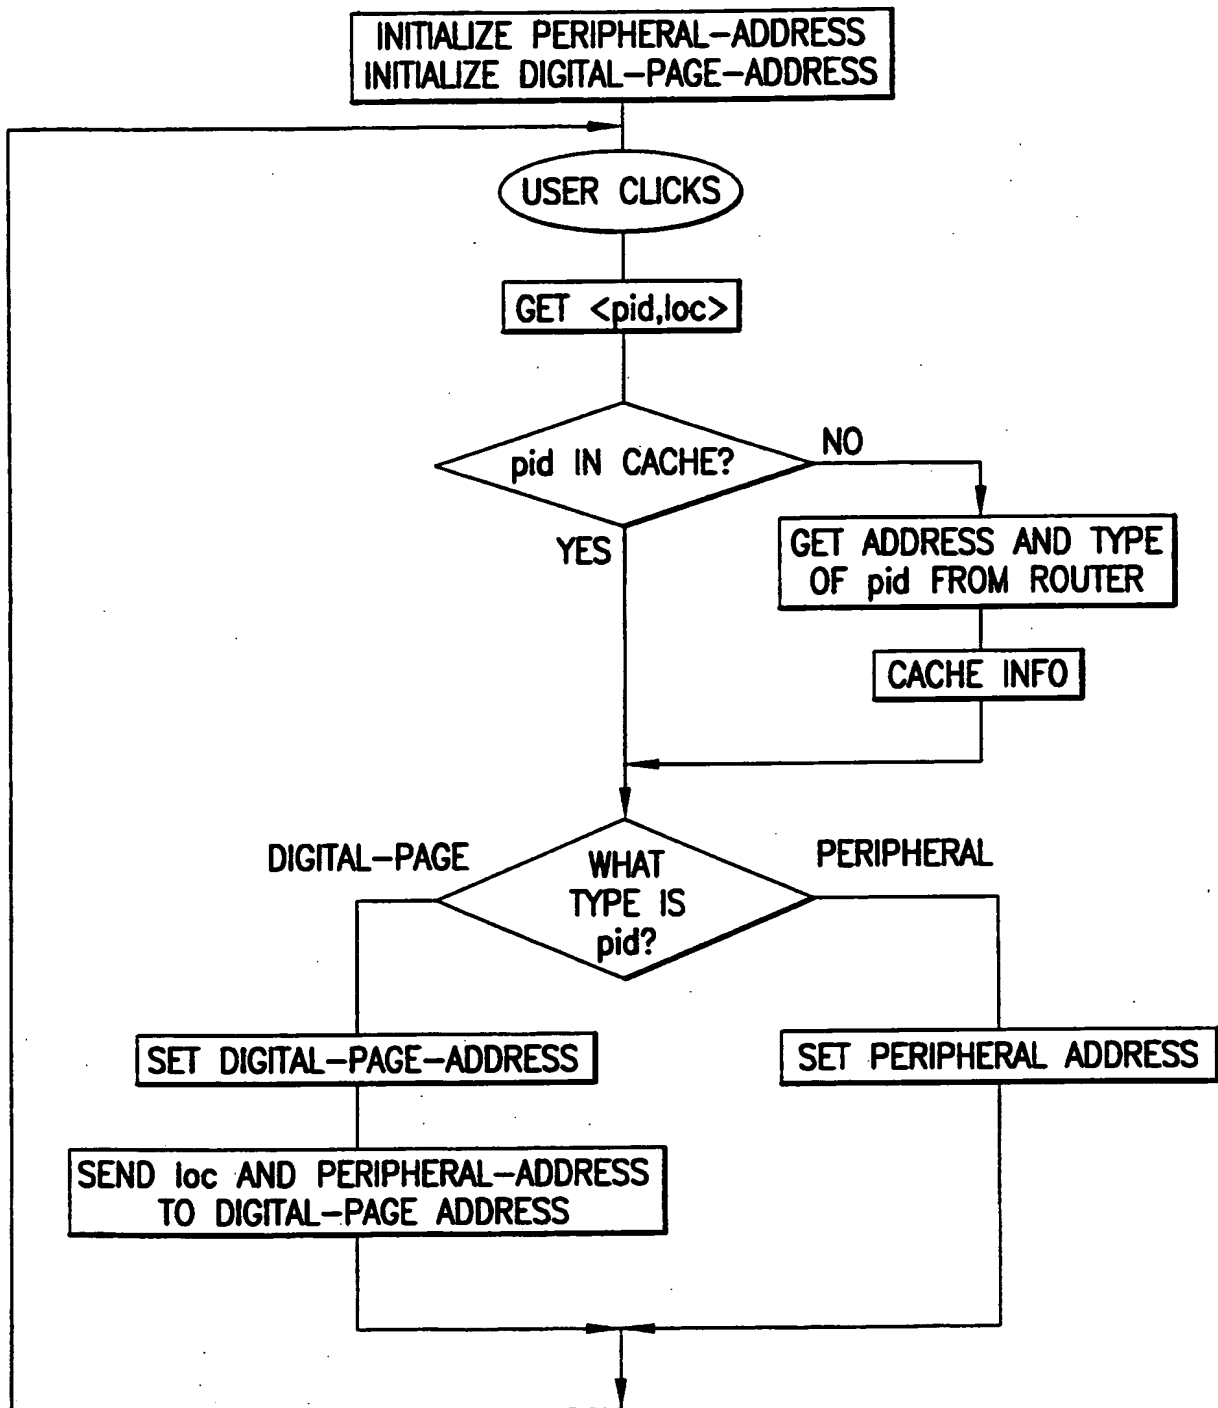 INITIALIZE PERIPHERAL-ADDRESS
INITIALIZE DIGITAL-PAGE-ADDRESS
USER CLICKS
GET <pid,loc>
pid IN CACHE?
NO
YES
GET ADDRESS AND TYPE
OF pid FROM ROUTER
CACHE INFO
DIGITAL-PAGE
WHAT
TYPE IS
pid?
PERIPHERAL
SET DIGITAL-PAGE-ADDRESS
SET PERIPHERAL ADDRESS
SEND loc AND PERIPHERAL-ADDRESS
TO DIGITAL-PAGE ADDRESS